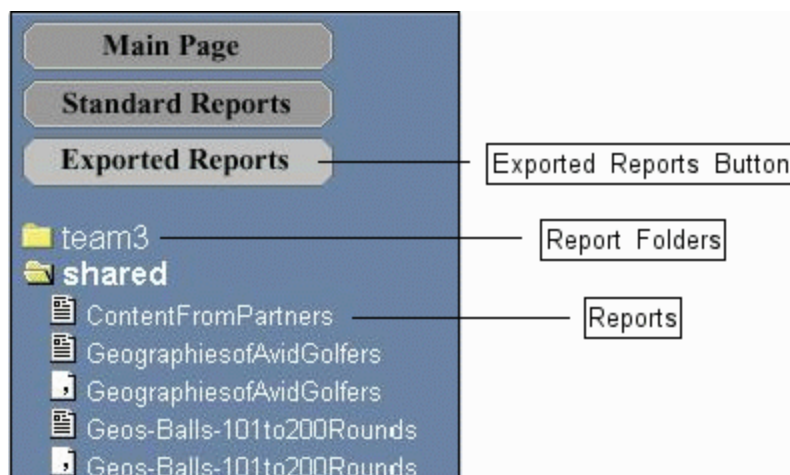 Main Page
Standard Reports
Exported Reports
Exported Reports Button
team3
Report Folders
shared
ContentFromPartners
Reports
GeographiesofAvidGolfers
GeographiesofAvidGolfers
Geos-Balls-101to200Rounds
Geos-Balls-101to200Rounds